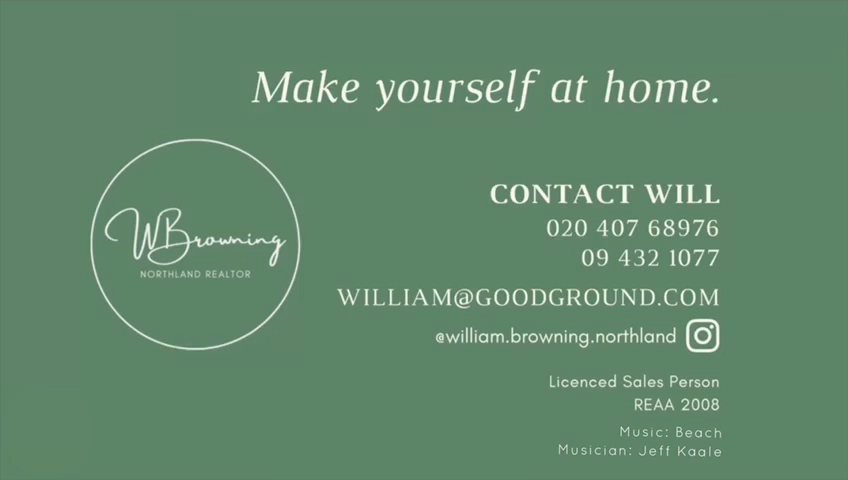 Make yourself at home.
WBrowning
NORTHLAND REALTOR
CONTACT WILL
020 407 68976
09 432 1077
WILLIAM@GOODGROUND.COM
@william.browning.northland
Licenced Sales Person
REAA 2008
Music: Beach
Musician: Jeff Kaale